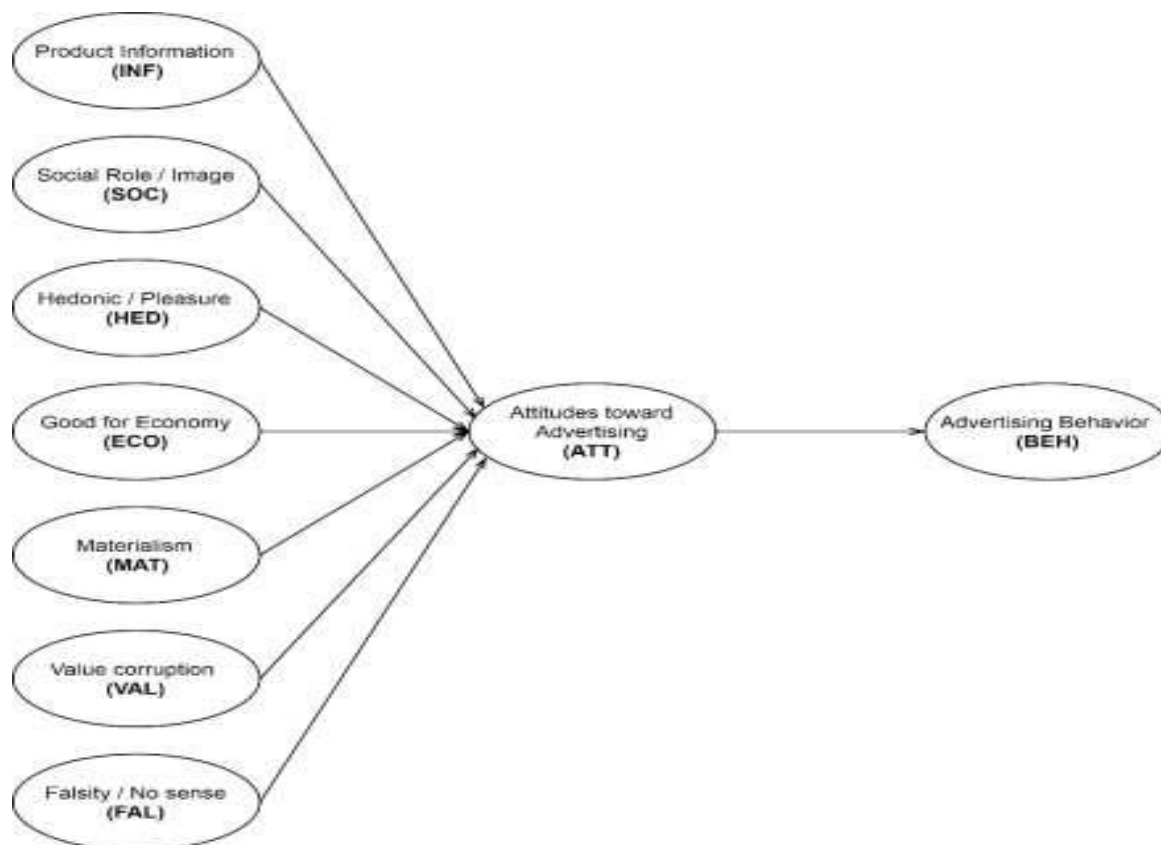 Product Information
(INF)
Social Role / Image
(SOC)
Hedonic / Pleasure
(HED)
Good for Economy
(ECO)
Attitudes toward
Advertising
(ATT)
Advertising Behavior
(BEH)
Materialism
(MAT)
Value corruption
(VAL)
Falsity / No sense
(FAL)